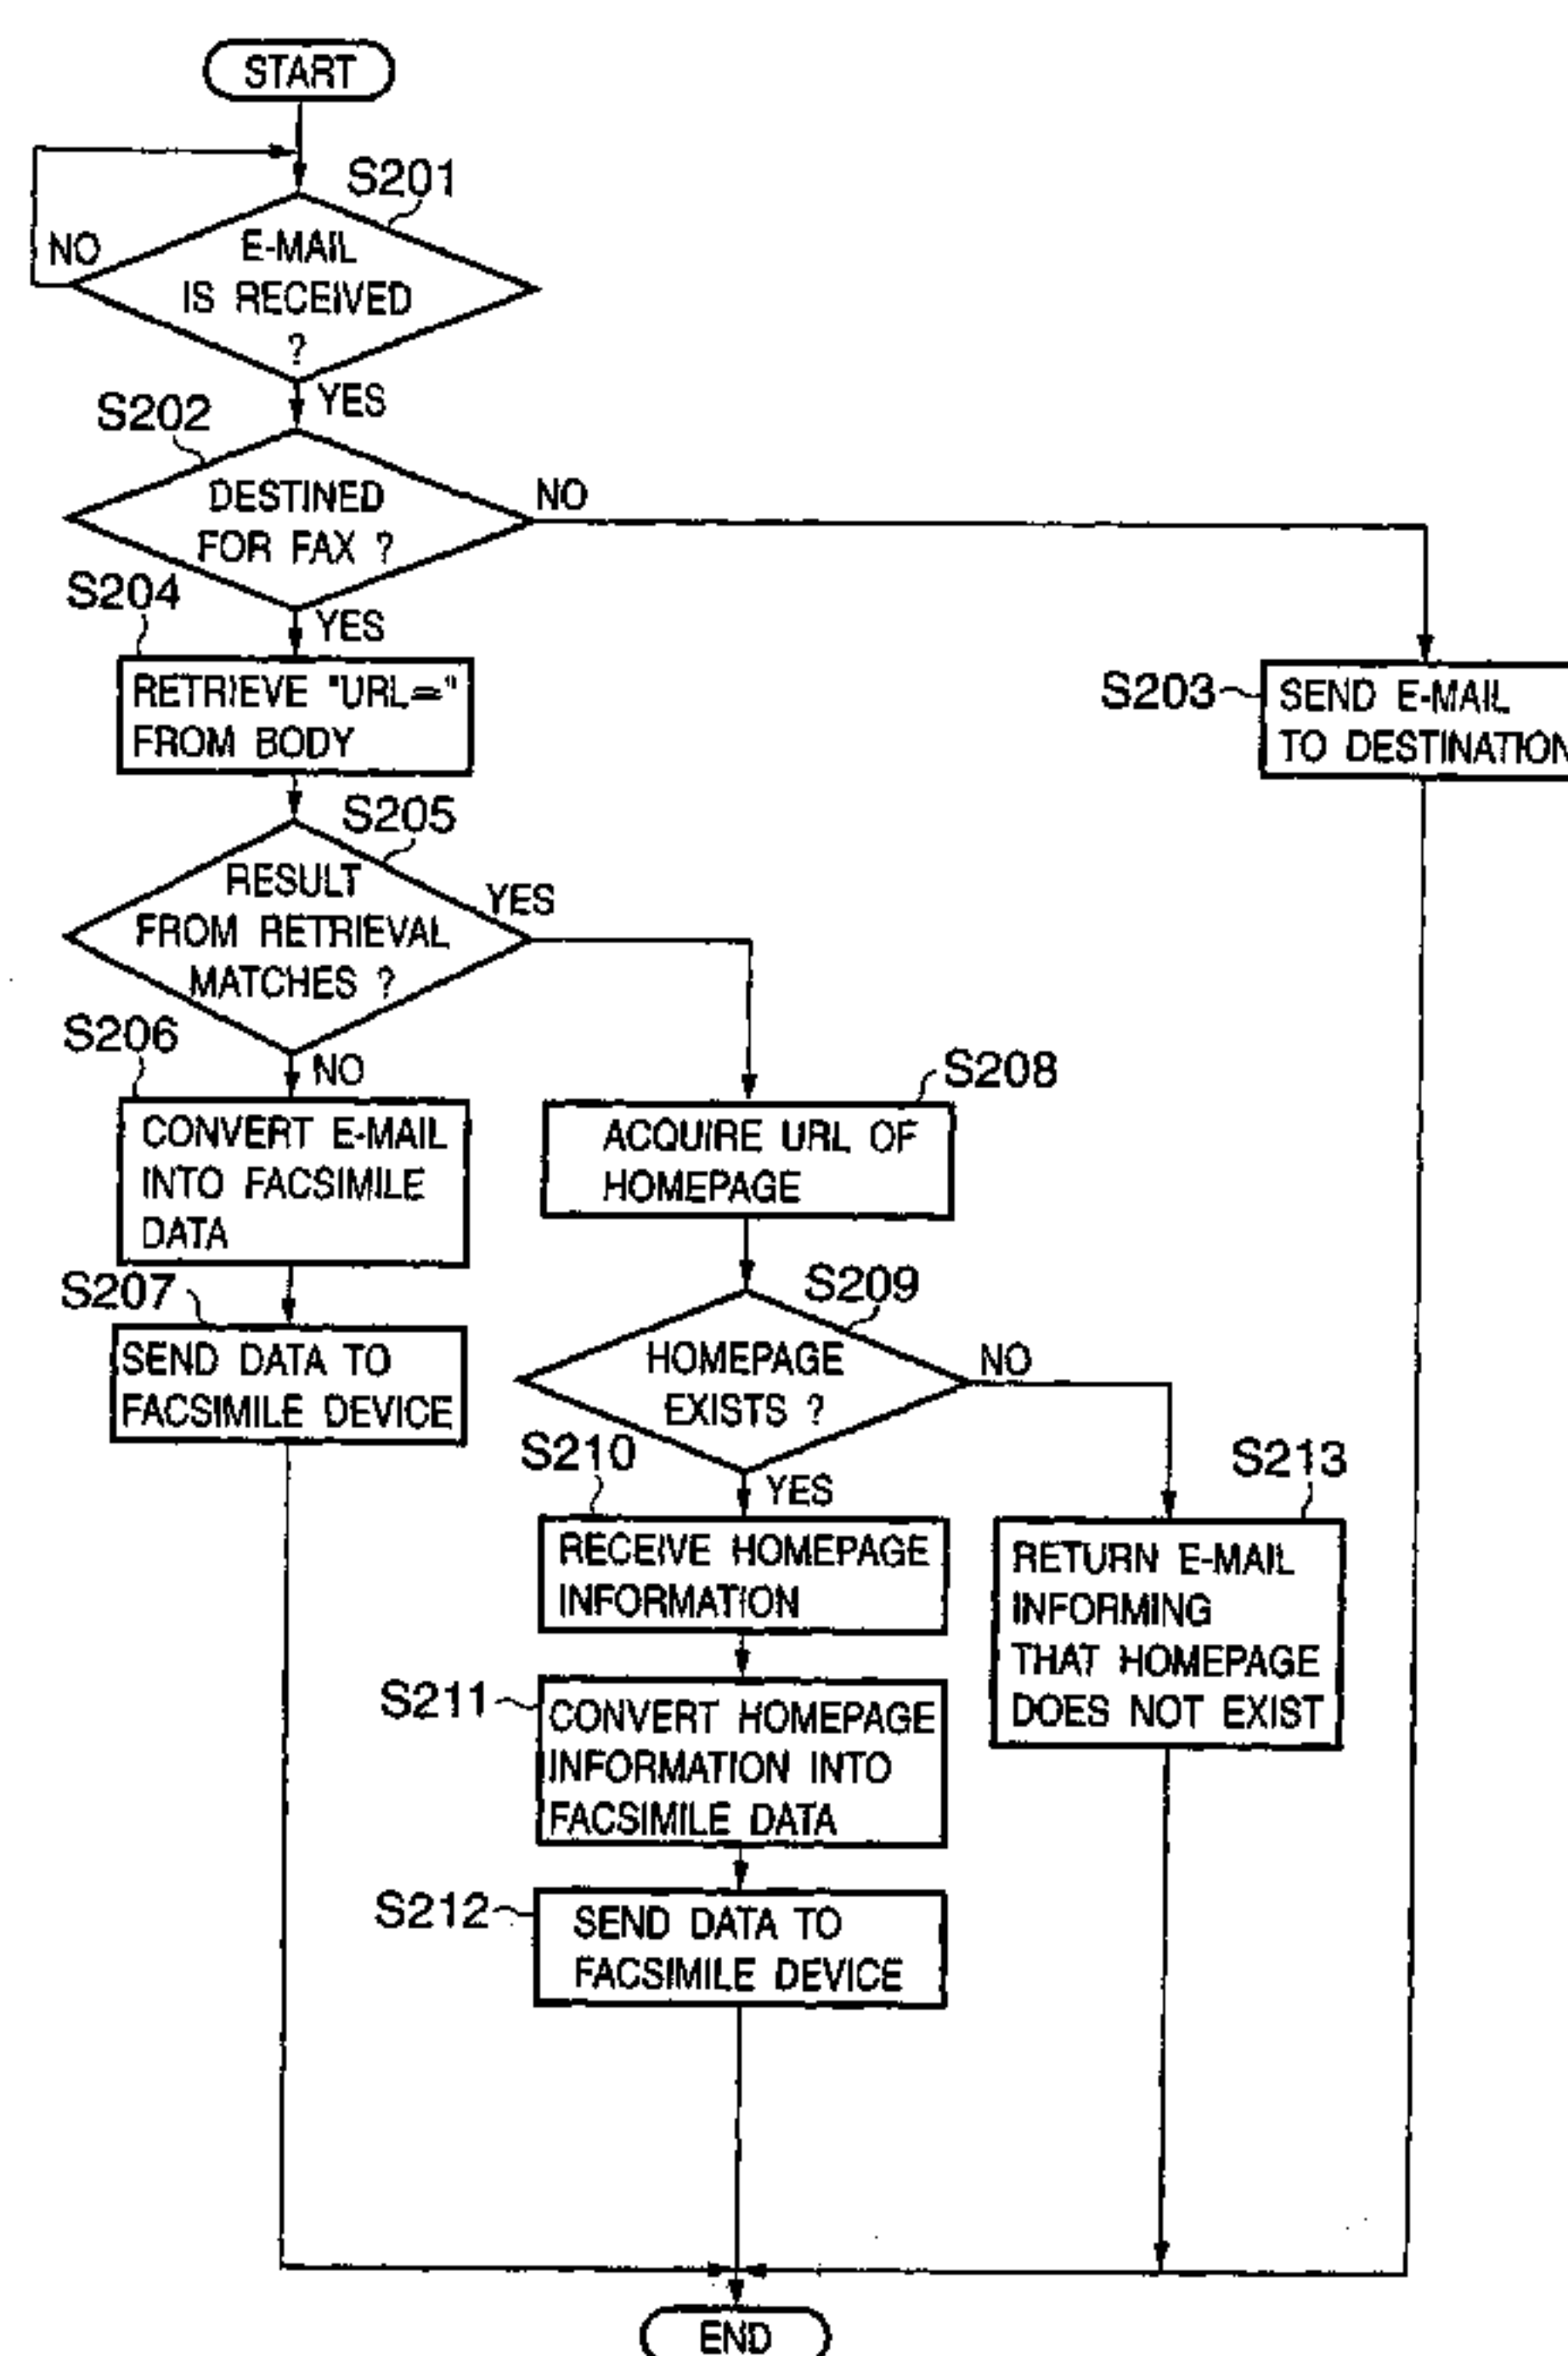 START
S201
NO
E-MAIL
IS RECEIVED
?
YES
S202
DESTINED
FOR FAX ?
NO
YES
S204
RETRIEVE "URL="
FROM BODY
S203
SEND E-MAIL
TO DESTINATION
S205
RESULT
FROM RETRIEVAL
MATCHES ?
YES
NO
S206
CONVERT E-MAIL
INTO FACSIMILE
DATA
S207
SEND DATA TO
FACSIMILE DEVICE
S208
ACQUIRE URL OF
HOMEPAGE
S209
HOMEPAGE
EXISTS ?
NO
YES
S210
RECEIVE HOMEPAGE
INFORMATION
S211
CONVERT HOMEPAGE
INFORMATION INTO
FACSIMILE DATA
S212
SEND DATA TO
FACSIMILE DEVICE
S213
RETURN E-MAIL
INFORMING
THAT HOMEPAGE
DOES NOT EXIST
END